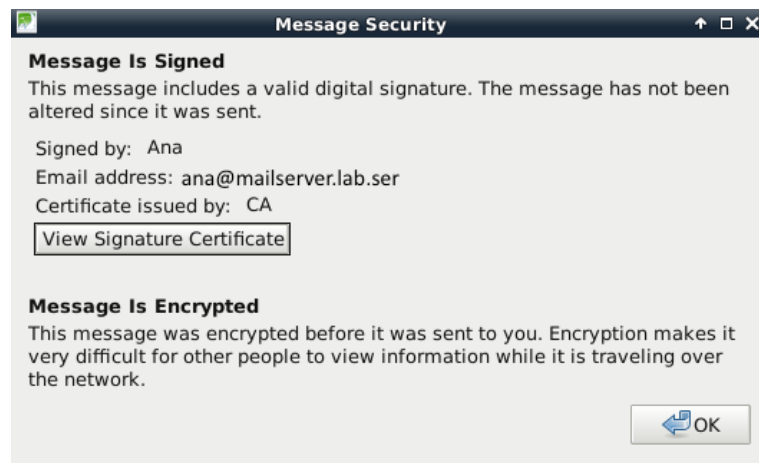 Message Security
Message Is Signed
This message includes a valid digital signature. The message has not been
altered since it was sent.
Signed by: Ana
Email address: ana@mailserver.lab.ser
Certificate issued by: CA
View Signature Certificate
Message Is Encrypted
This message was encrypted before it was sent to you. Encryption makes it
very difficult for other people to view information while it is traveling over
the network.
OK